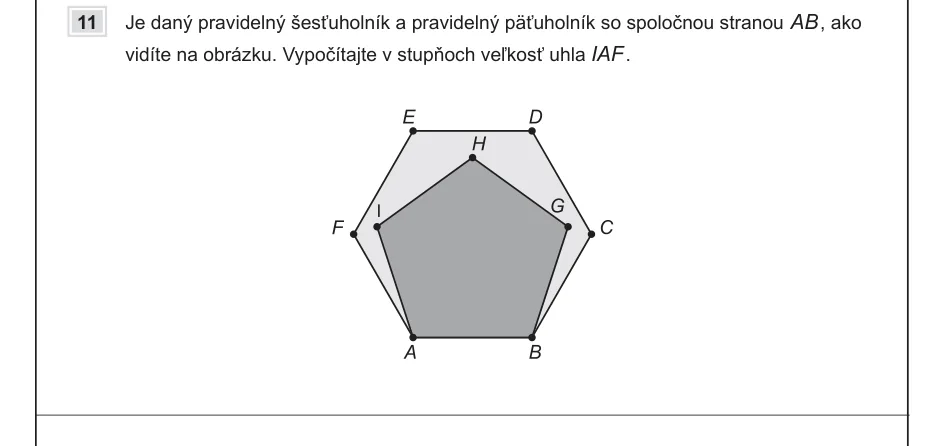 11 Je daný pravidelný šesťuholník a pravidelný päťuholník so spoločnou stranou AB, ako
vidíte na obrázku. Vypočítajte v stupňoch veľkosť uhla IAF.
E D
H
I G
F C
A B